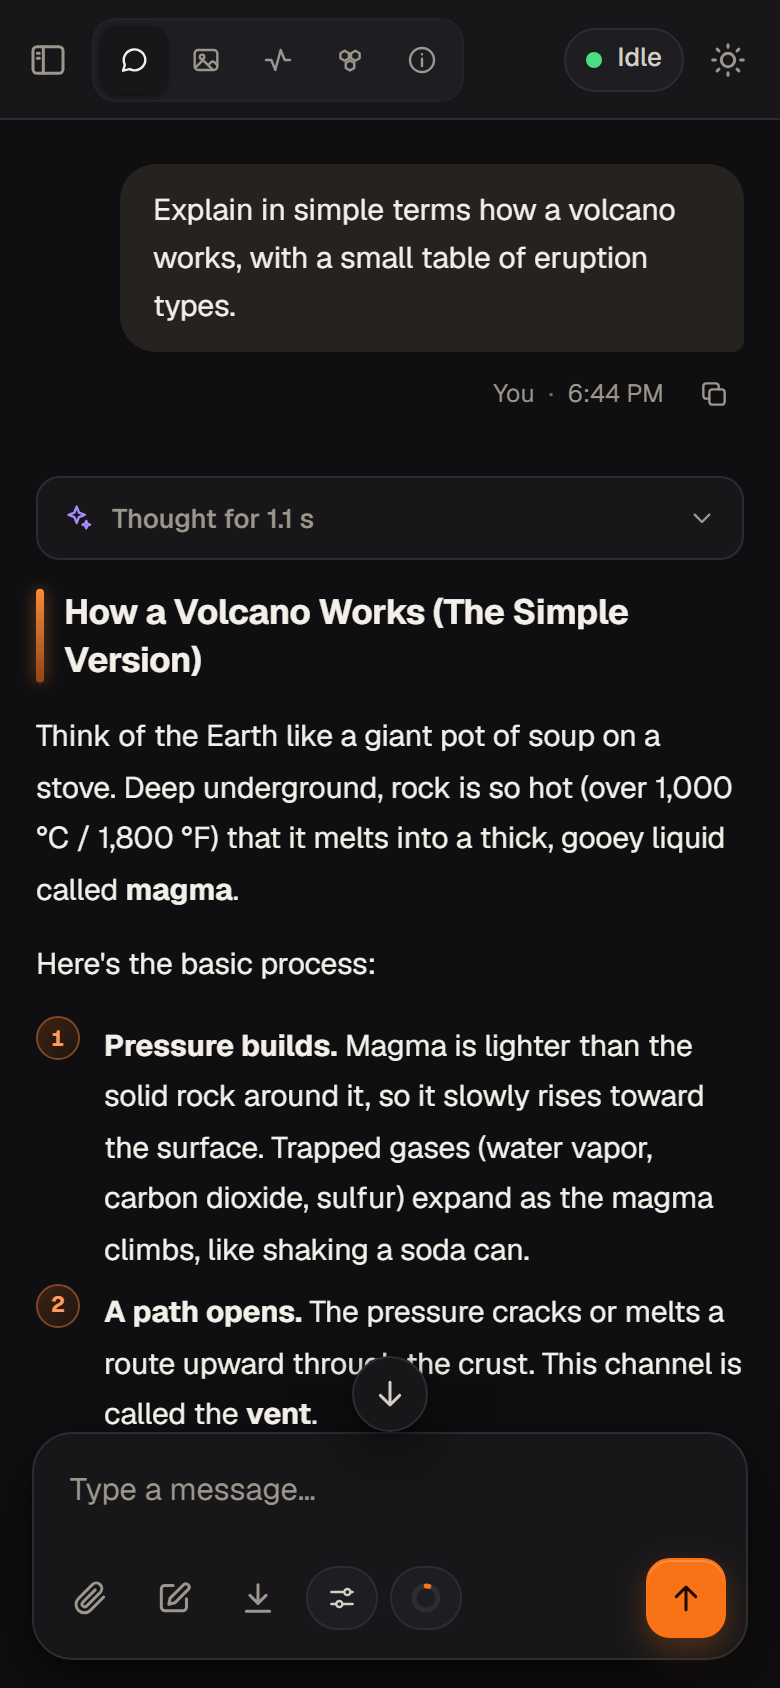 Idle
Explain in simple terms how a volcano
works, with a small table of eruption
types.
You · 6:44 PM
Thought for 1.1 s
How a Volcano Works (The Simple
Version)
Think of the Earth like a giant pot of soup on a
stove. Deep underground, rock is so hot (over 1,000
°C / 1,800 °F) that it melts into a thick, gooey liquid
called magma.
Here's the basic process:
1 Pressure builds. Magma is lighter than the
solid rock around it, so it slowly rises toward
the surface. Trapped gases (water vapor,
carbon dioxide, sulfur) expand as the magma
climbs, like shaking a soda can.
2 A path opens. The pressure cracks or melts a
route upward through the crust. This channel is
called the vent.
Type a message...